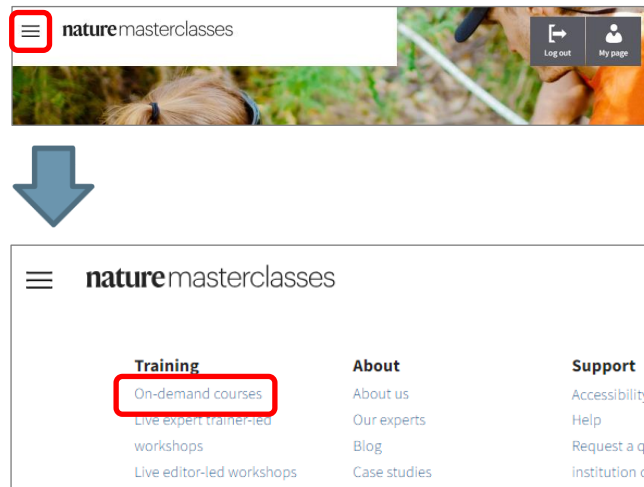 nature masterclasses
Log out My page
nature masterclasses
Training About Support
On-demand courses About us Accessibility
Live expert trainer-led Our experts Help
workshops Blog Request a
Live editor-led workshops Case studies institution